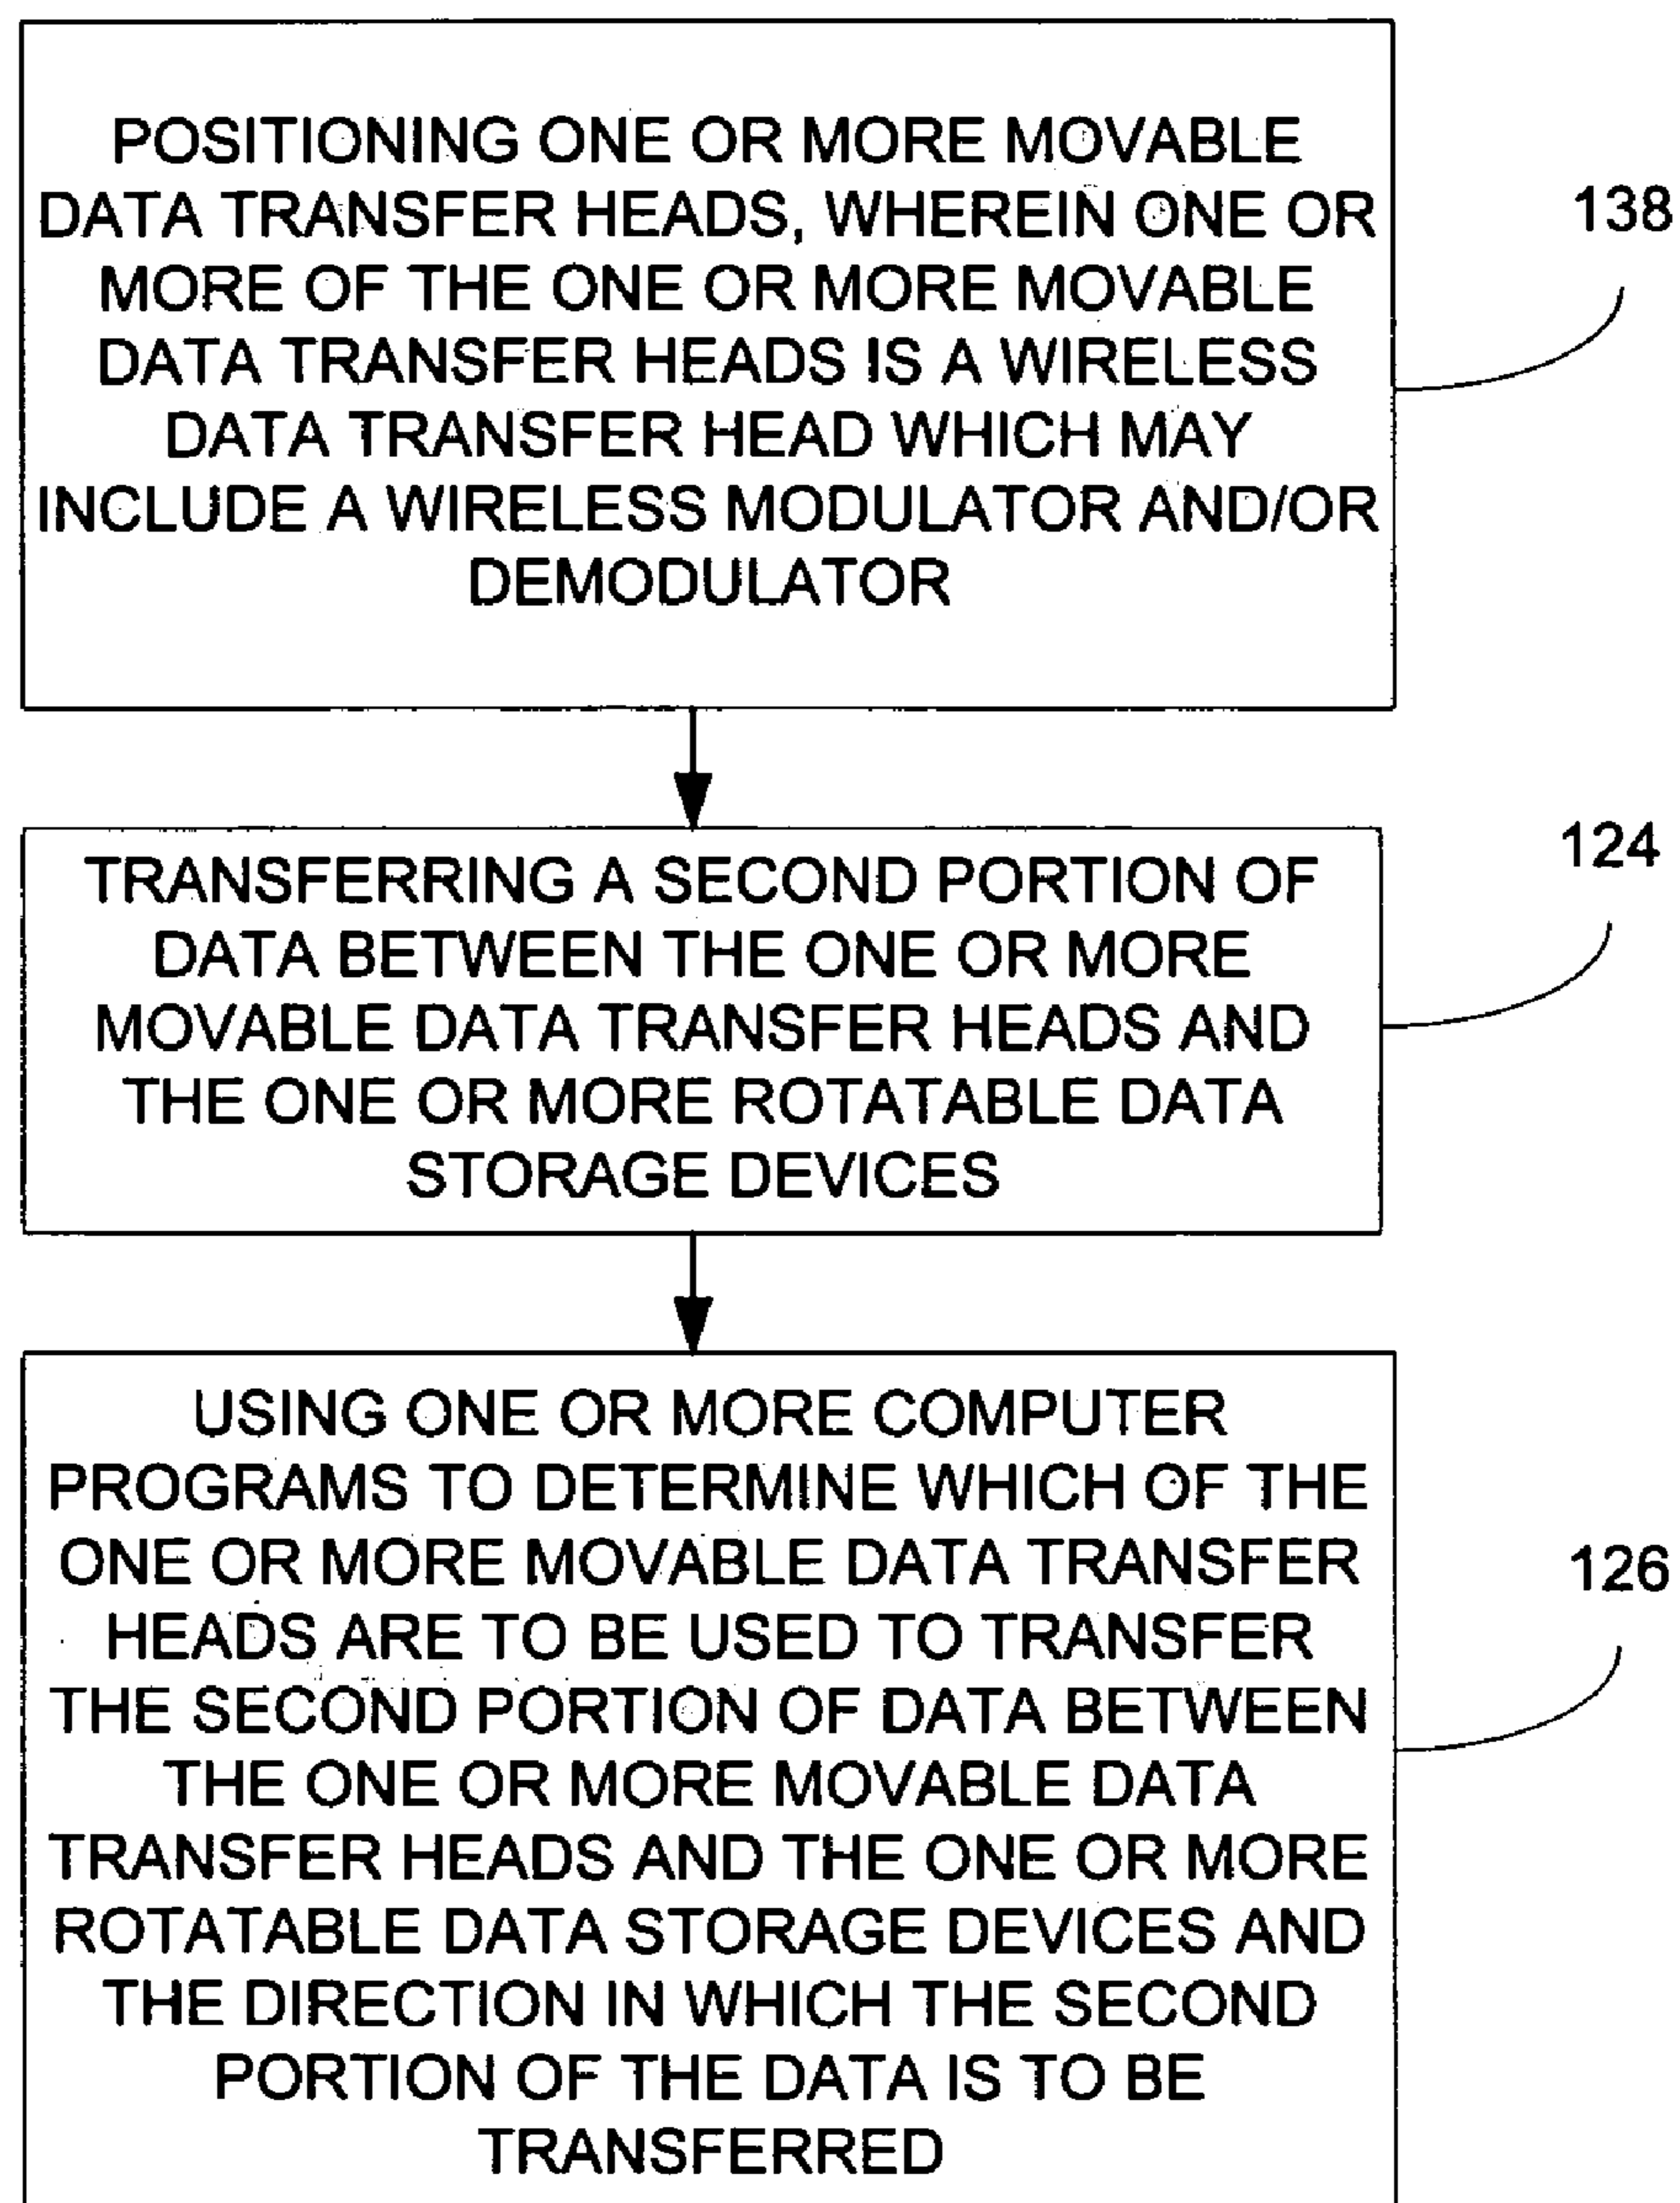 POSITIONING ONE OR MORE MOVABLE
DATA TRANSFER HEADS, WHEREIN ONE OR
MORE OF THE ONE OR MORE MOVABLE
DATA TRANSFER HEADS IS A WIRELESS
DATA TRANSFER HEAD WHICH MAY
INCLUDE A WIRELESS MODULATOR AND/OR
DEMODULATOR
138
TRANSFERRING A SECOND PORTION OF
DATA BETWEEN THE ONE OR MORE
MOVABLE DATA TRANSFER HEADS AND
THE ONE OR MORE ROTATABLE DATA
STORAGE DEVICES
124
USING ONE OR MORE COMPUTER
PROGRAMS TO DETERMINE WHICH OF THE
ONE OR MORE MOVABLE DATA TRANSFER
HEADS ARE TO BE USED TO TRANSFER
THE SECOND PORTION OF DATA BETWEEN
THE ONE OR MORE MOVABLE DATA
TRANSFER HEADS AND THE ONE OR MORE
ROTATABLE DATA STORAGE DEVICES AND
THE DIRECTION IN WHICH THE SECOND
PORTION OF THE DATA IS TO BE
TRANSFERRED
126